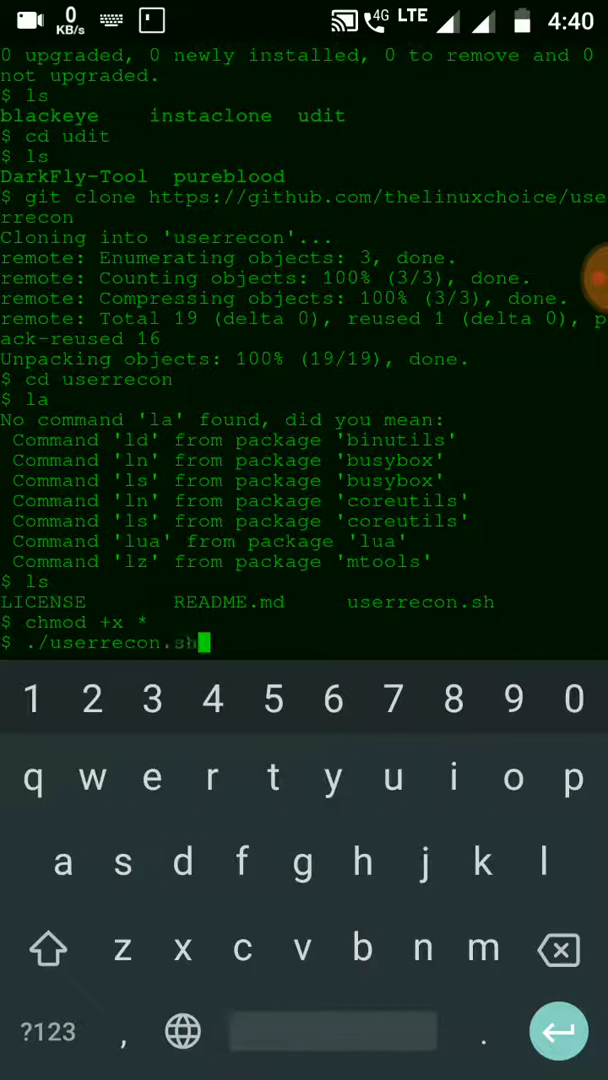 0
KB/s
4G
LTE
4:40
0 upgraded, 0 newly installed, 0 to remove and 0
not upgraded.
$ ls
blackeye instaclone udit
$ cd udit
$ ls
DarkFly-Tool pureblood
$ git clone https://github.com/thelinuxchoice/use
rrecon
Cloning into 'userrecon'...
remote: Enumerating objects: 3, done.
remote: Counting objects: 100% (3/3), done.
remote: Compressing objects: 100% (3/3), done.
remote: Total 19 (delta 0), reused 1 (delta 0), p
ack-reused 16
Unpacking objects: 100% (19/19), done.
$ cd userrecon
$ la
No command 'la' found, did you mean:
Command 'ld' from package 'binutils'
Command 'ln' from package 'busybox'
Command 'ls' from package 'busybox'
Command 'ln' from package 'coreutils'
Command 'ls' from package 'coreutils'
Command 'lua' from package 'lua'
Command 'lz' from package 'mtools'
$ ls
LICENSE README.md userrecon.sh
$ chmod +x *
$ ./userrecon.sh
1 2 3 4 5 6 7 8 9 0
q w e r t y u i o p
a s d f g h j k l
z x c v b n m
?123 , .